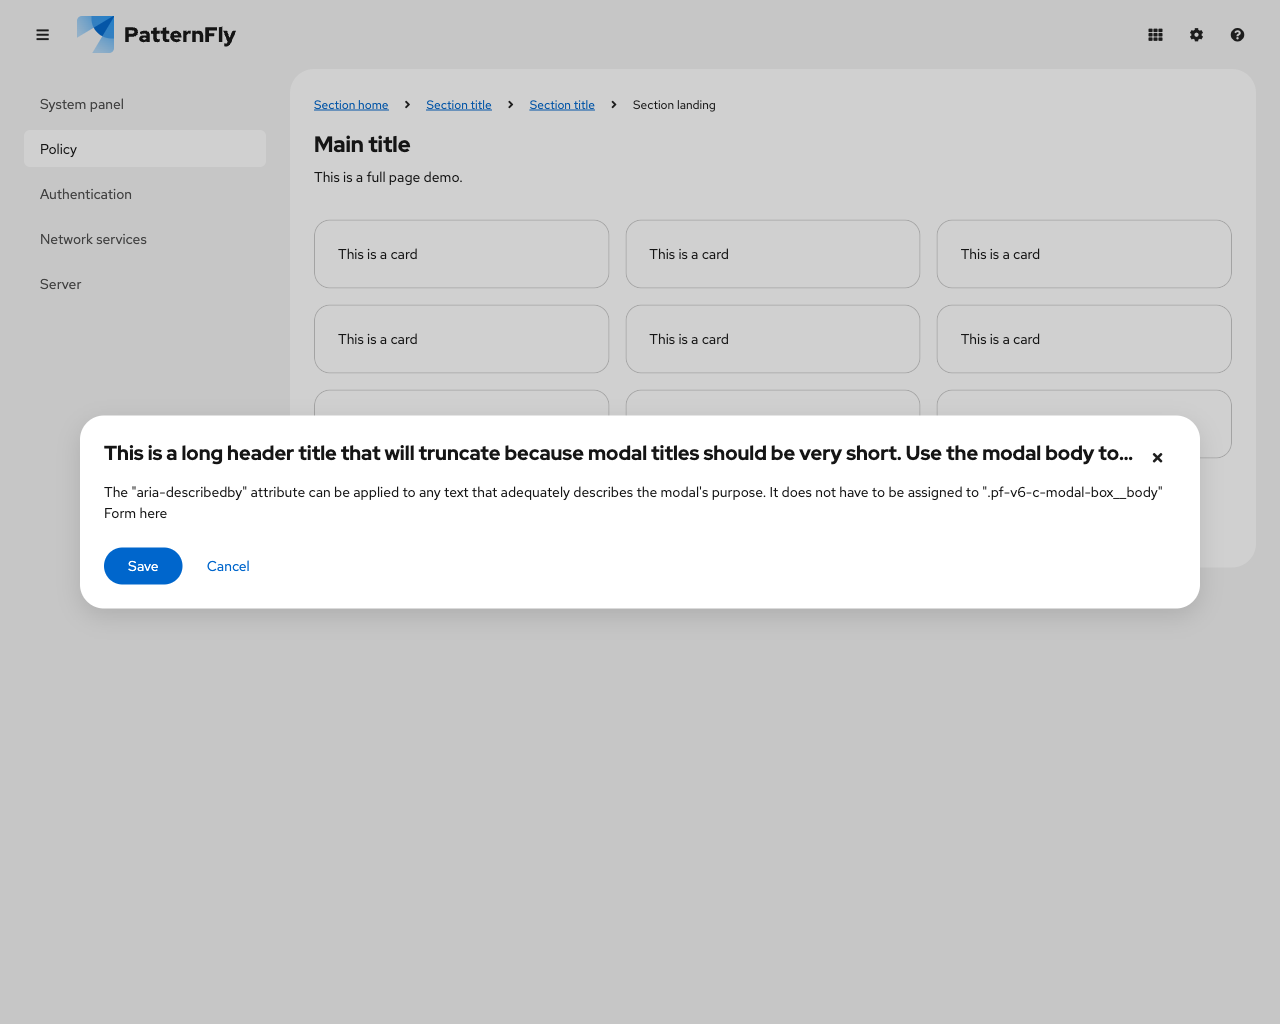 PatternFly
System panel
Policy
Authentication
Network services
Server
Section home
Section title
Section title
Section landing
Main title
This is a full page demo.
This is a card
This is a card
This is a card
This is a card
This is a card
This is a card
This is a long header title that will truncate because modal titles should be very short. Use the modal body to...
The "aria-describedby" attribute can be applied to any text that adequately describes the modal's purpose. It does not have to be assigned to ".pf-v6-c-modal-box__body"
Form here
Save
Cancel